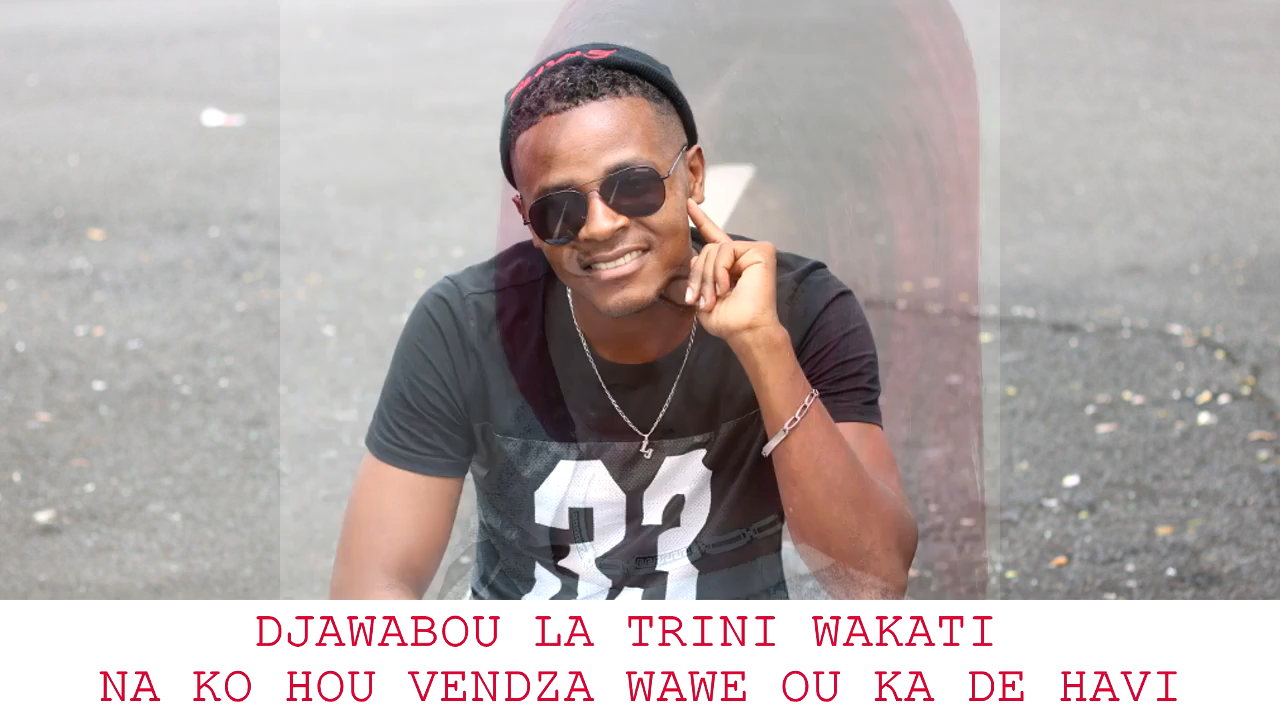 33
DJAWABOU LA TRINI WAKATI
NA KO HOU VENDZA WAWE OU KA DE HAVI